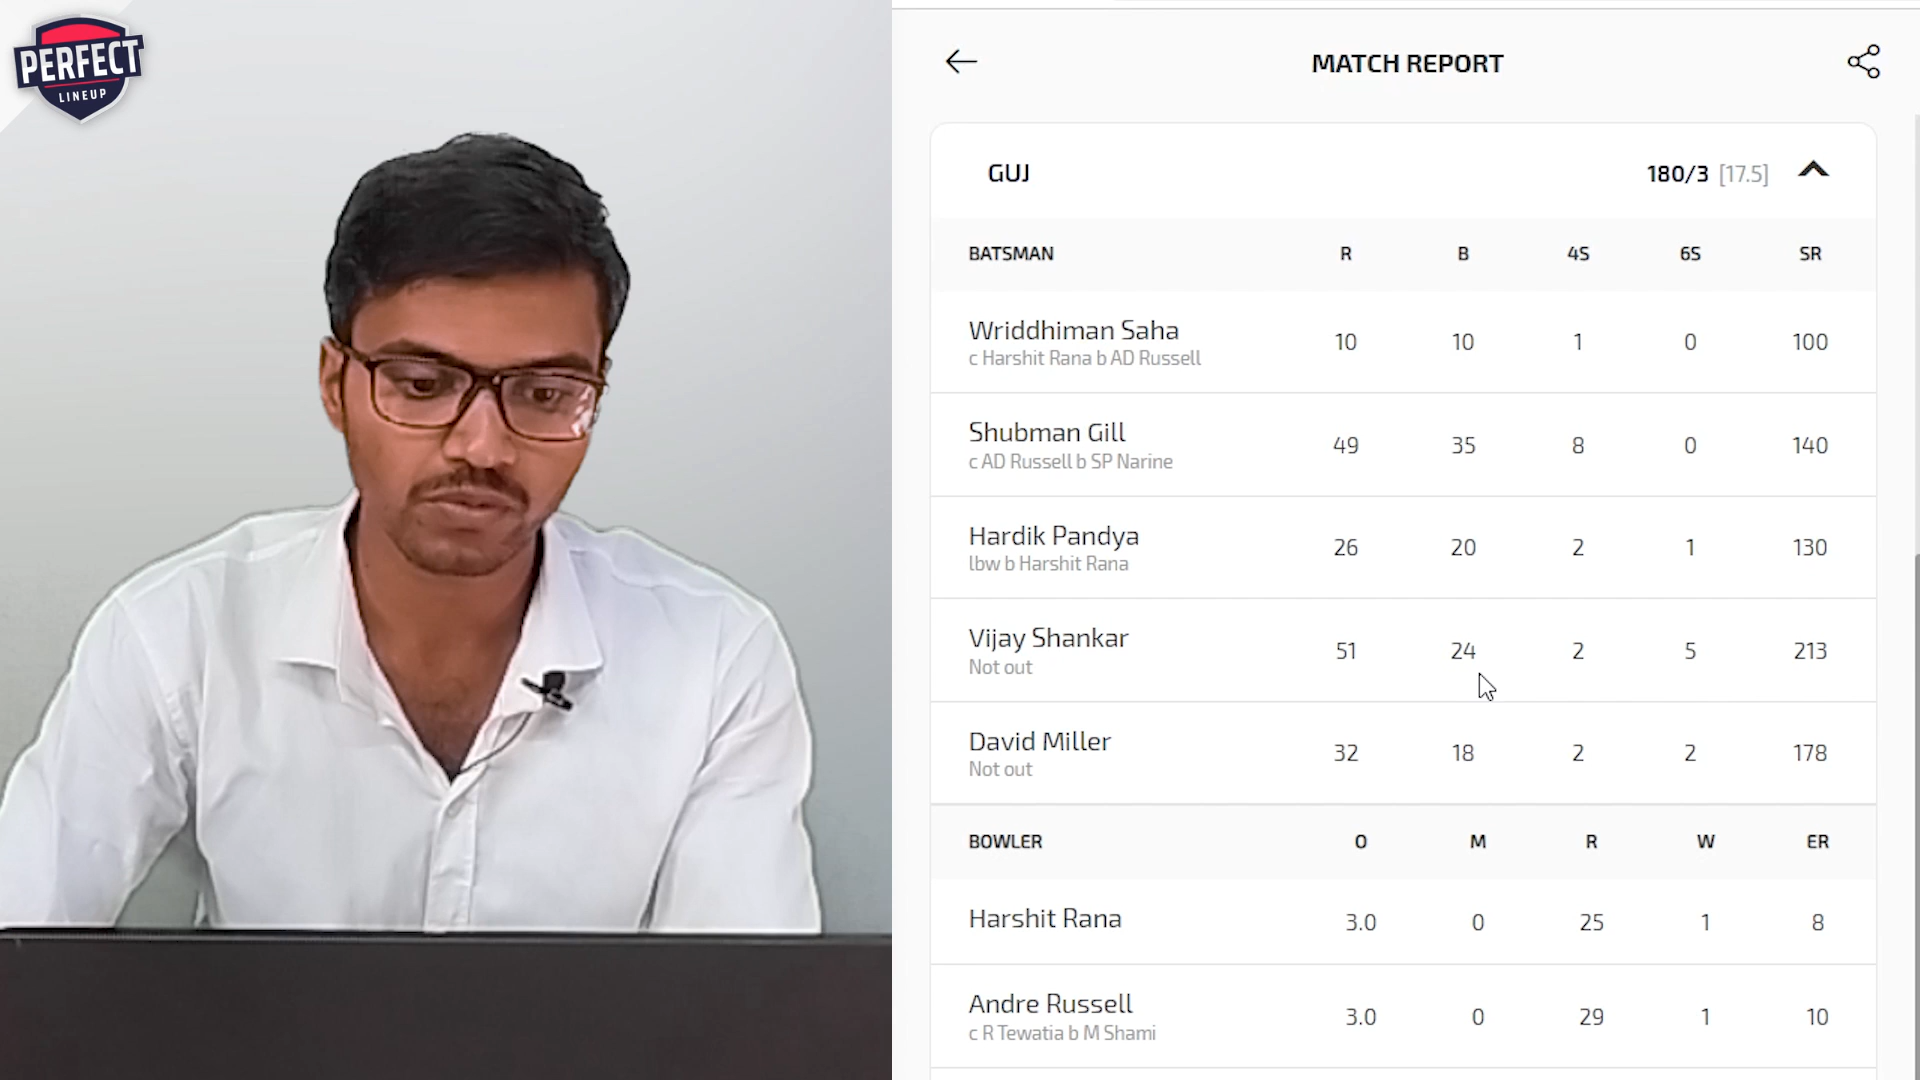 PERFECT
LINEUP
MATCH REPORT
GUJ 180/3 [17.5]
BATSMAN R B 4S 6S SR
Wriddhiman Saha 10 10 1 0 100
c Harshit Rana b AD Russell
Shubman Gill 49 35 8 0 140
c AD Russell b SP Narine
Hardik Pandya 26 20 2 1 130
lbw b Harshit Rana
Vijay Shankar 51 24 2 5 213
Not out
David Miller 32 18 2 2 178
Not out
BOWLER O M R W ER
Harshit Rana 3.0 0 25 1 8
Andre Russell 3.0 0 29 1 10
c R Tewatia b M Shami